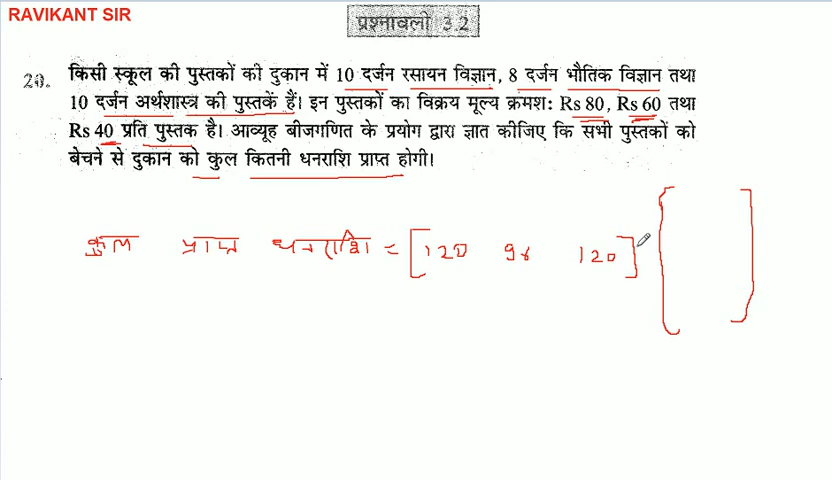 RAVIKANT SIR
प्रश्नावली 3.2
20. किसी स्कूल की पुस्तकों की दुकान में 10 दर्जन रसायन विज्ञान, 8 दर्जन भौतिक विज्ञान तथा
10 दर्जन अर्थशास्त्र की पुस्तकें हैं। इन पुस्तकों का विक्रय मूल्य क्रमश: Rs 80, Rs 60 तथा
Rs 40 प्रति पुस्तक है। आव्यूह बीजगणित के प्रयोग द्वारा ज्ञात कीजिए कि सभी पुस्तकों को
बेचने से दुकान को कुल कितनी धनराशि प्राप्त होगी।
कुल प्राप्त धनराशि = [120 96 120] [ ]